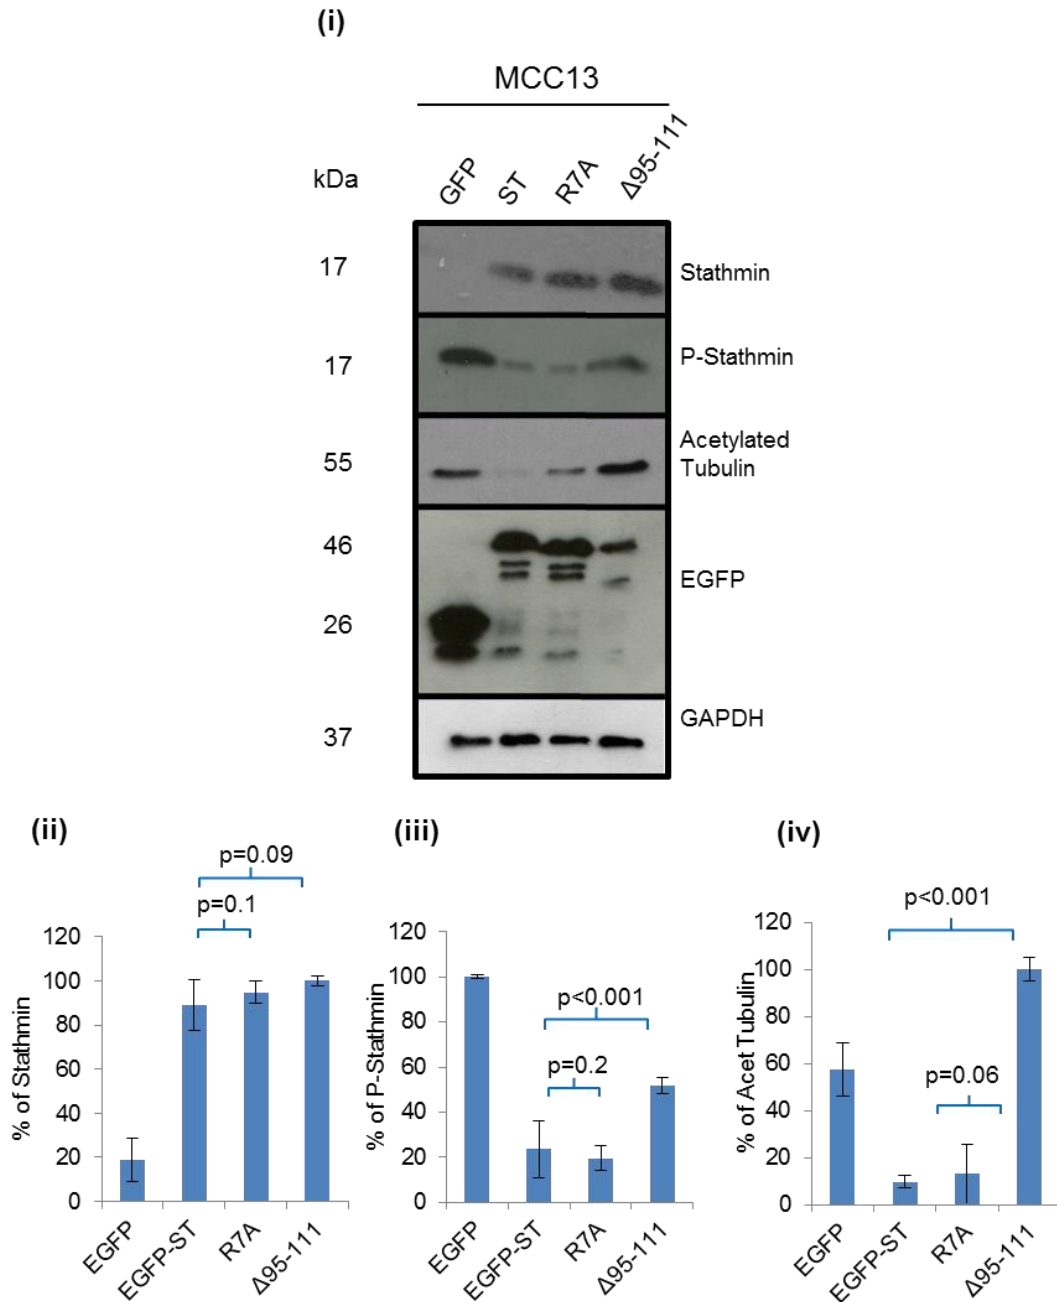 (i)
MCC13
kDa
GFP
ST
R7A
Δ95-111
17
Stathmin
17
P-Stathmin
55
Acetylated
Tubulin
46
EGFP
26
37
GAPDH
(ii)
p=0.09
p=0.1
% of Stathmin
120
100
80
60
40
20
0
EGFP
EGFP-ST
R7A
Δ95-111
(iii)
p<0.001
p=0.2
% of P-Stathmin
120
100
80
60
40
20
0
EGFP
EGFP-ST
R7A
Δ95-111
(iv)
p<0.001
p=0.06
% of Acet Tubulin
120
100
80
60
40
20
0
EGFP
EGFP-ST
R7A
Δ95-111